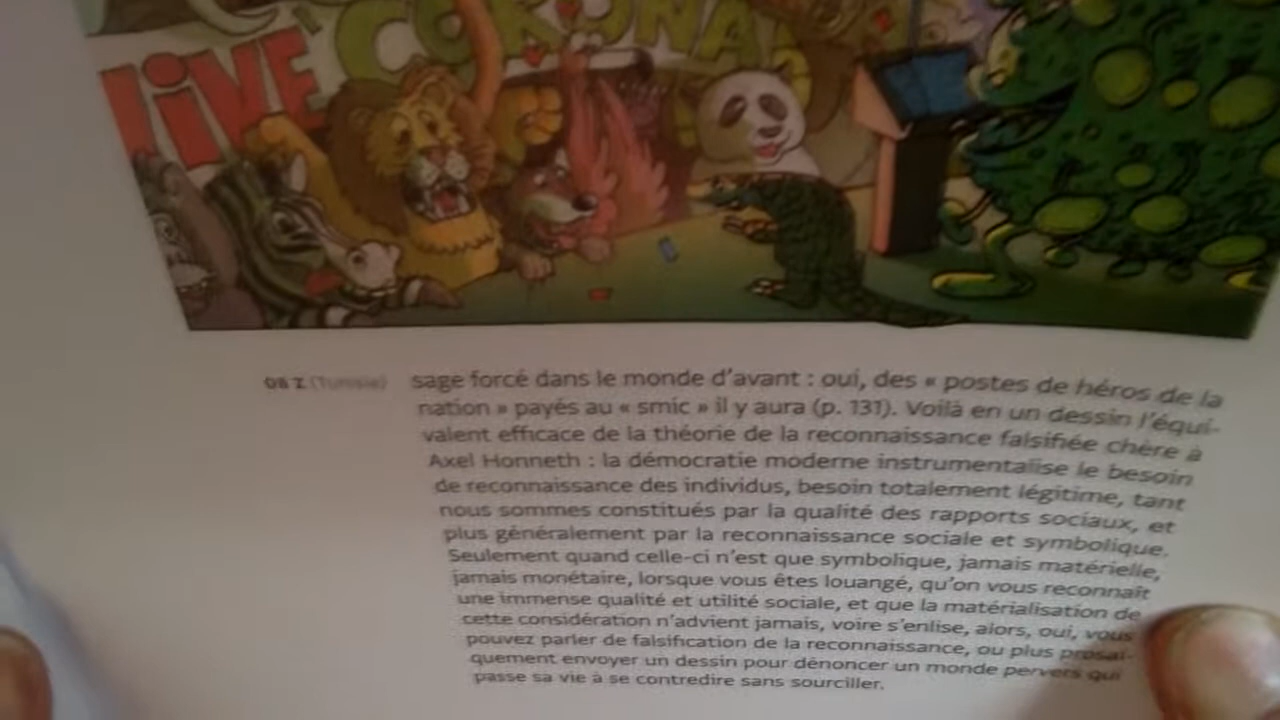 ViVE
CORONA
08 Z (Tunisie)
sage forcé dans le monde d'avant : oui, des « postes de héros de la
nation » payés au « smic » il y aura (p. 131). Voilà en un dessin l'équi-
valent efficace de la théorie de la reconnaissance falsifiée chère à
Axel Honneth : la démocratie moderne instrumentalise le besoin
de reconnaissance des individus, besoin totalement légitime, tant
nous sommes constitués par la qualité des rapports sociaux, et
plus généralement par la reconnaissance sociale et symbolique.
Seulement quand celle-ci n'est que symbolique, jamais matérielle,
jamais monétaire, lorsque vous êtes louangé, qu'on vous reconnaît
une immense qualité et utilité sociale, et que la matérialisation de
cette considération n'advient jamais, voire s'enlise, alors, oui, vous
pouvez parler de falsification de la reconnaissance, ou plus prosaï-
quement envoyer un dessin pour dénoncer un monde pervers qui
passe sa vie à se contredire sans sourciller.